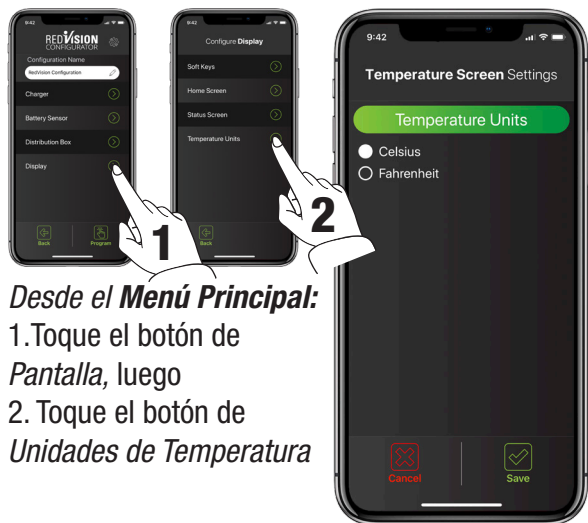 9:42
REDVISION
CONFIGURATOR
Configuration Name
RedVision Configuration
Charger
Battery Sensor
Distribution Box
Display
Back
Program
1
9:42
Configure Display
Soft Keys
Home Screen
Status Screen
Temperature Units
Back
2
Desde el Menú Principal:
1.Toque el botón de
Pantalla, luego
2. Toque el botón de
Unidades de Temperatura
9:42
Temperature Screen Settings
Temperature Units
Celsius
Fahrenheit
Cancel
Save